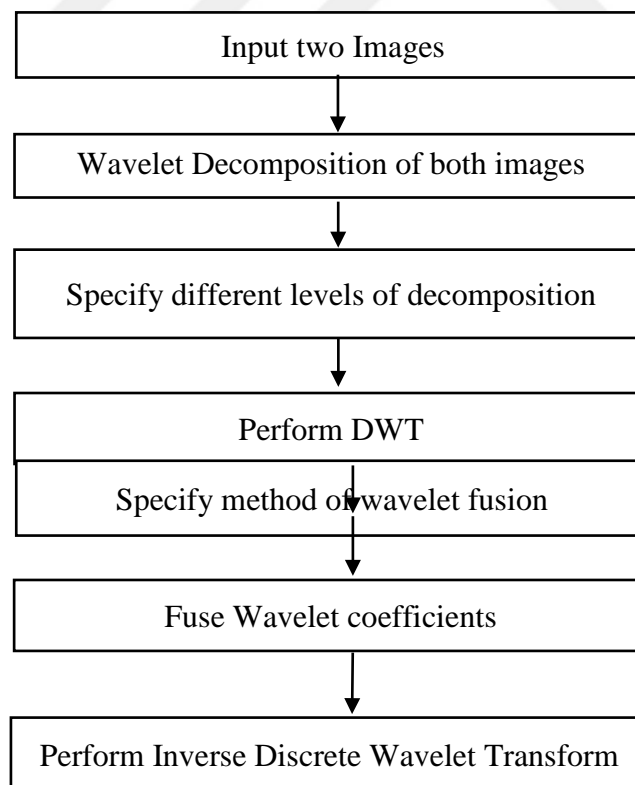 Input two Images
Wavelet Decomposition of both images
Specify different levels of decomposition
Perform DWT
Specify method of wavelet fusion
Fuse Wavelet coefficients
Perform Inverse Discrete Wavelet Transform